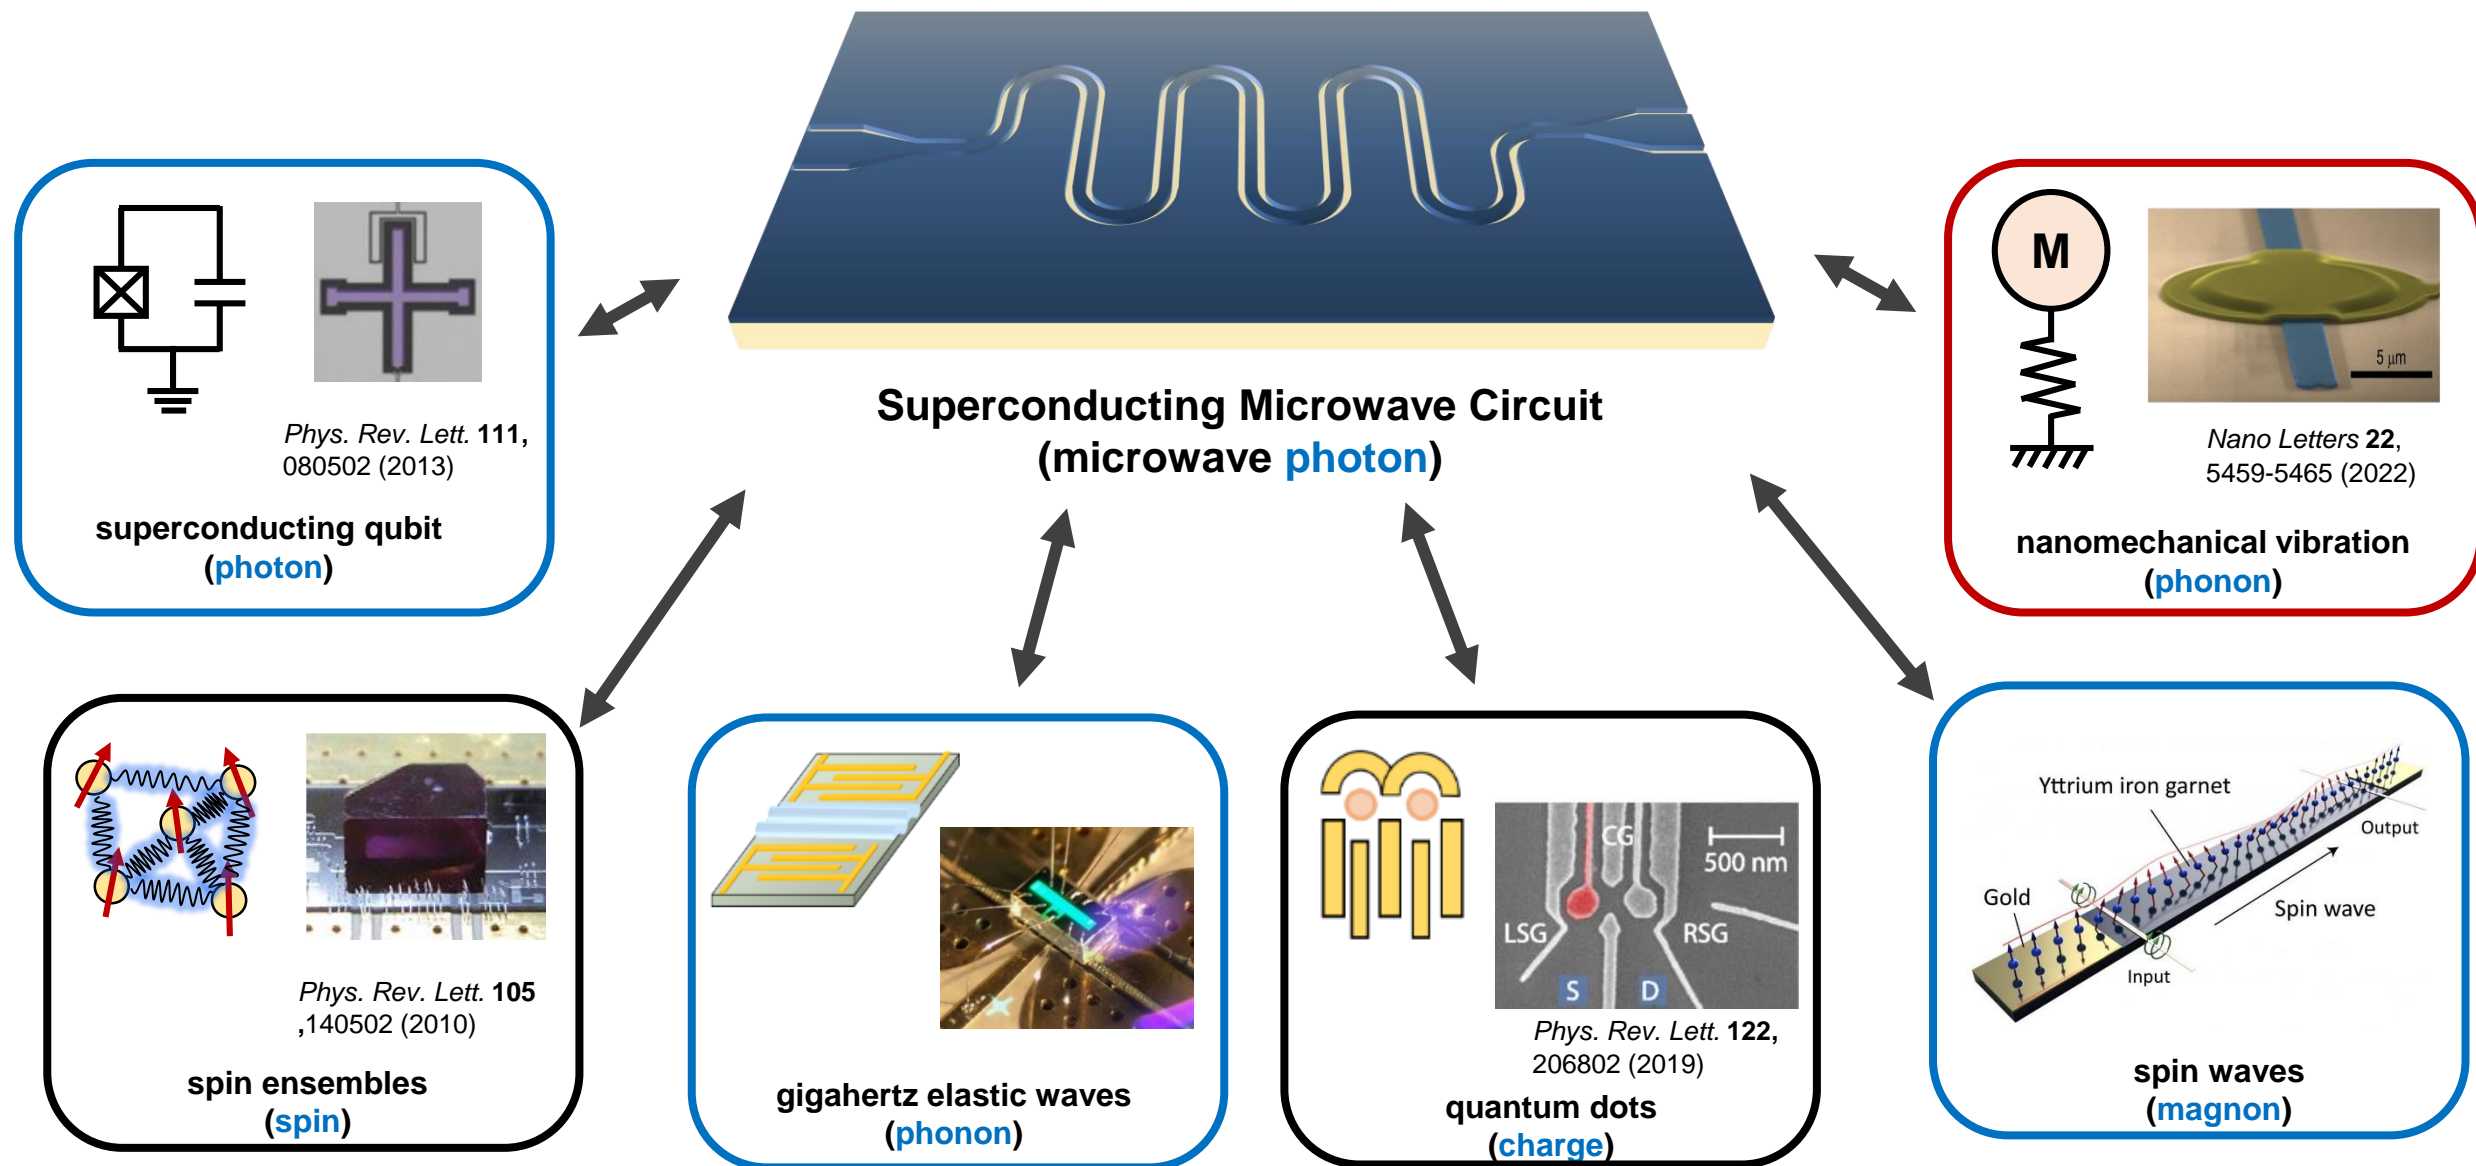 Superconducting Microwave Circuit
(microwave photon)
Phys. Rev. Lett. 111,
080502 (2013)
superconducting qubit
(photon)
M
5 μm
Nano Letters 22,
5459-5465 (2022)
nanomechanical vibration
(phonon)
Phys. Rev. Lett. 105
,140502 (2010)
spin ensembles
(spin)
gigahertz elastic waves
(phonon)
CG
500 nm
LSG
RSG
S
D
Phys. Rev. Lett. 122,
206802 (2019)
quantum dots
(charge)
Yttrium iron garnet
Output
Gold
Spin wave
Input
spin waves
(magnon)